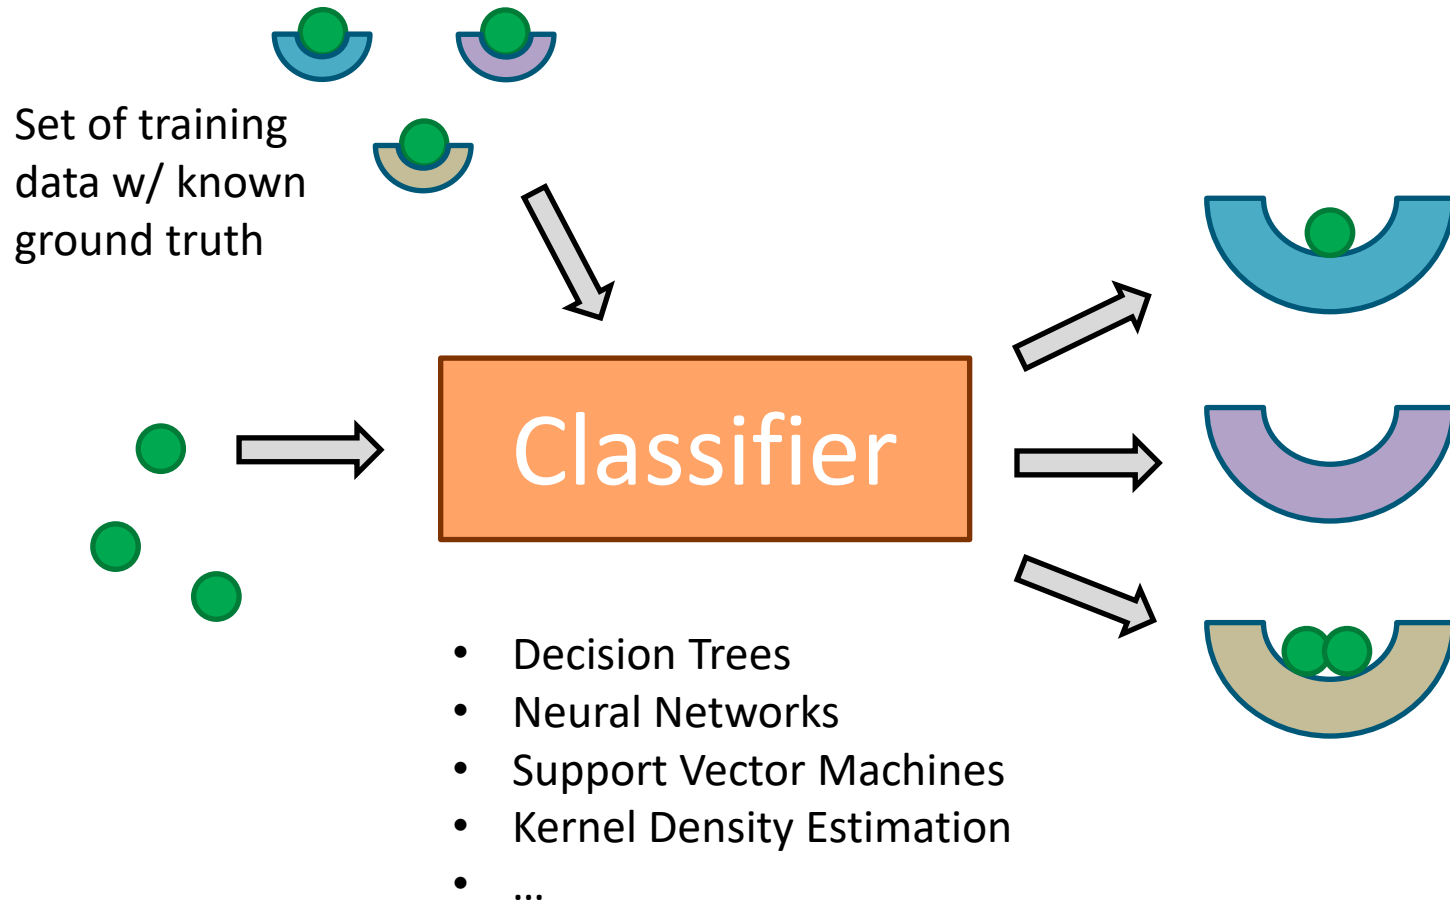 Set of training
data w/ known
ground truth
Classifier
• Decision Trees
• Neural Networks
• Support Vector Machines
• Kernel Density Estimation
• …